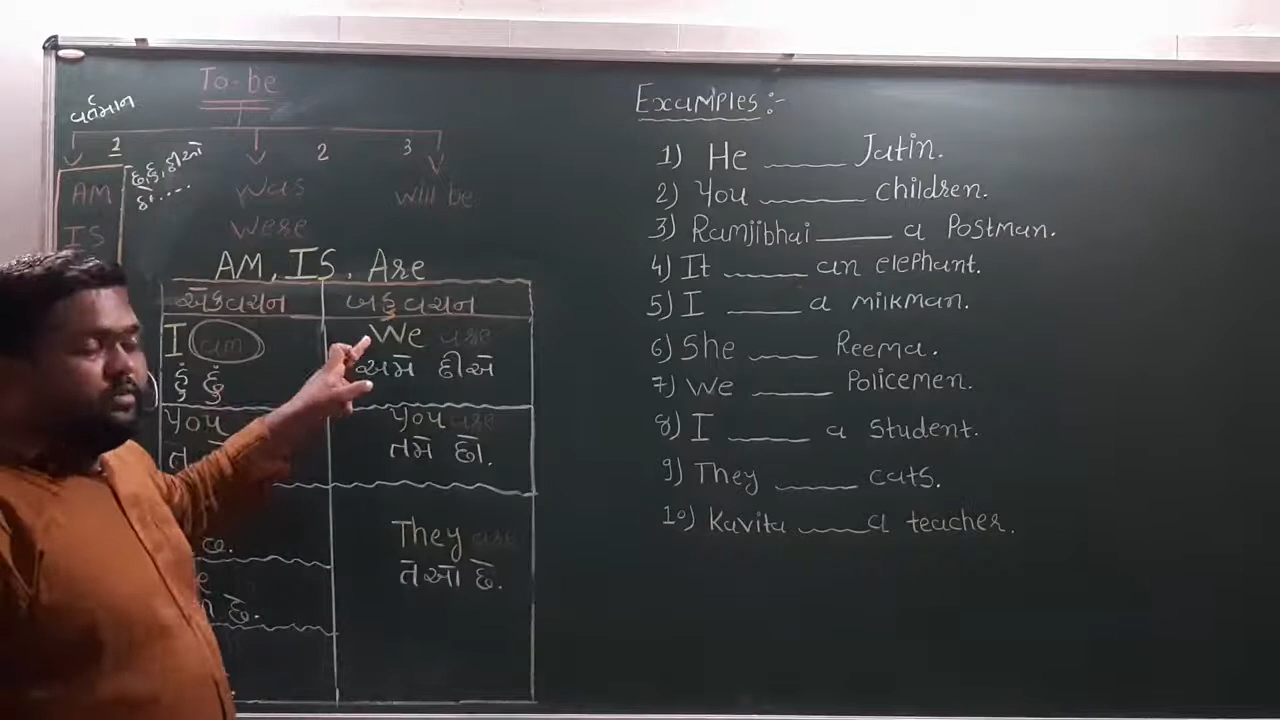 To-be
વર્તમાન
1 2 3
AM
છું, છે, છીએ
છો....
was
will be
IS
were
AM, IS, Are
એકવચન
બહુવચન
I am
We are
હું છું
અમે છીએ
You
You are
તમે છો.
They are
તેઓ છે.
છે.
Examples :-
1) He ____ Jatin.
2) You ____ children.
3) Ramjibhai ____ a Postman.
4) It ____ an elephant.
5) I ____ a milkman.
6) She ____ Reema.
7) We ____ Policemen.
8) I ____ a student.
9) They ____ cats.
10) Kavita ____ a teacher.